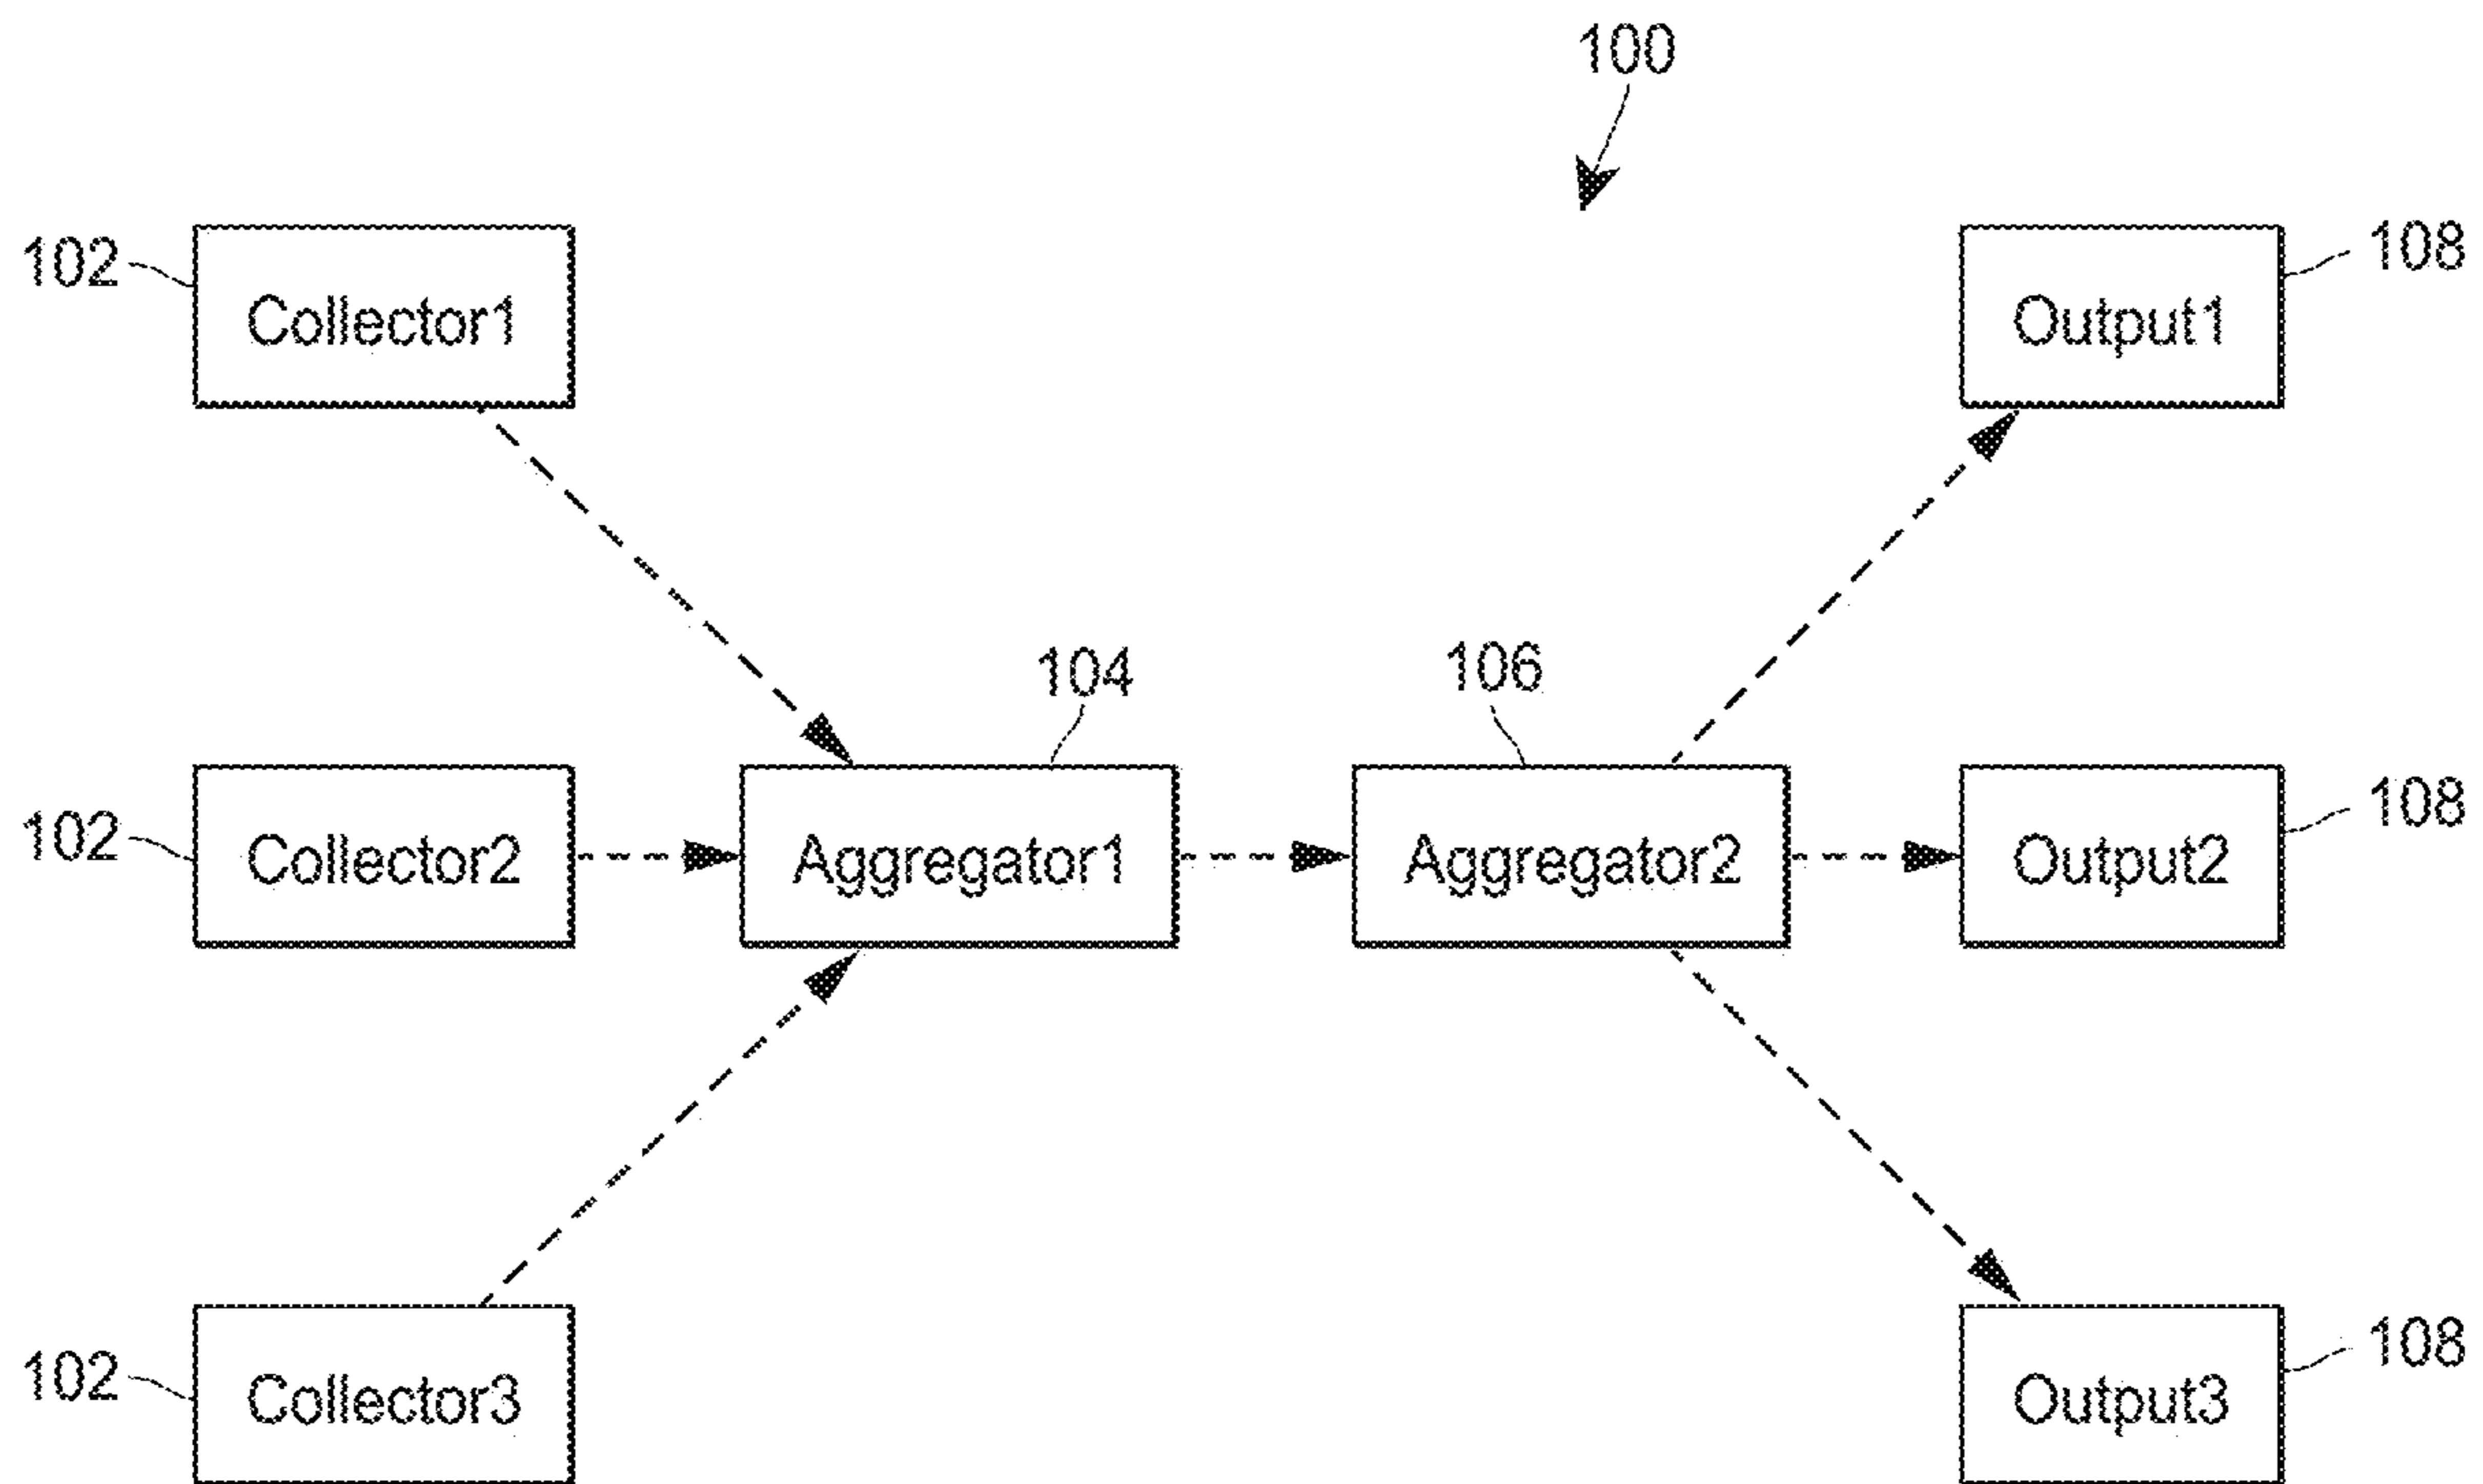 100
102
Collector1
Output1
108
104
106
102
Collector2
Aggregator1
Aggregator2
Output2
108
102
Collector3
Output3
108